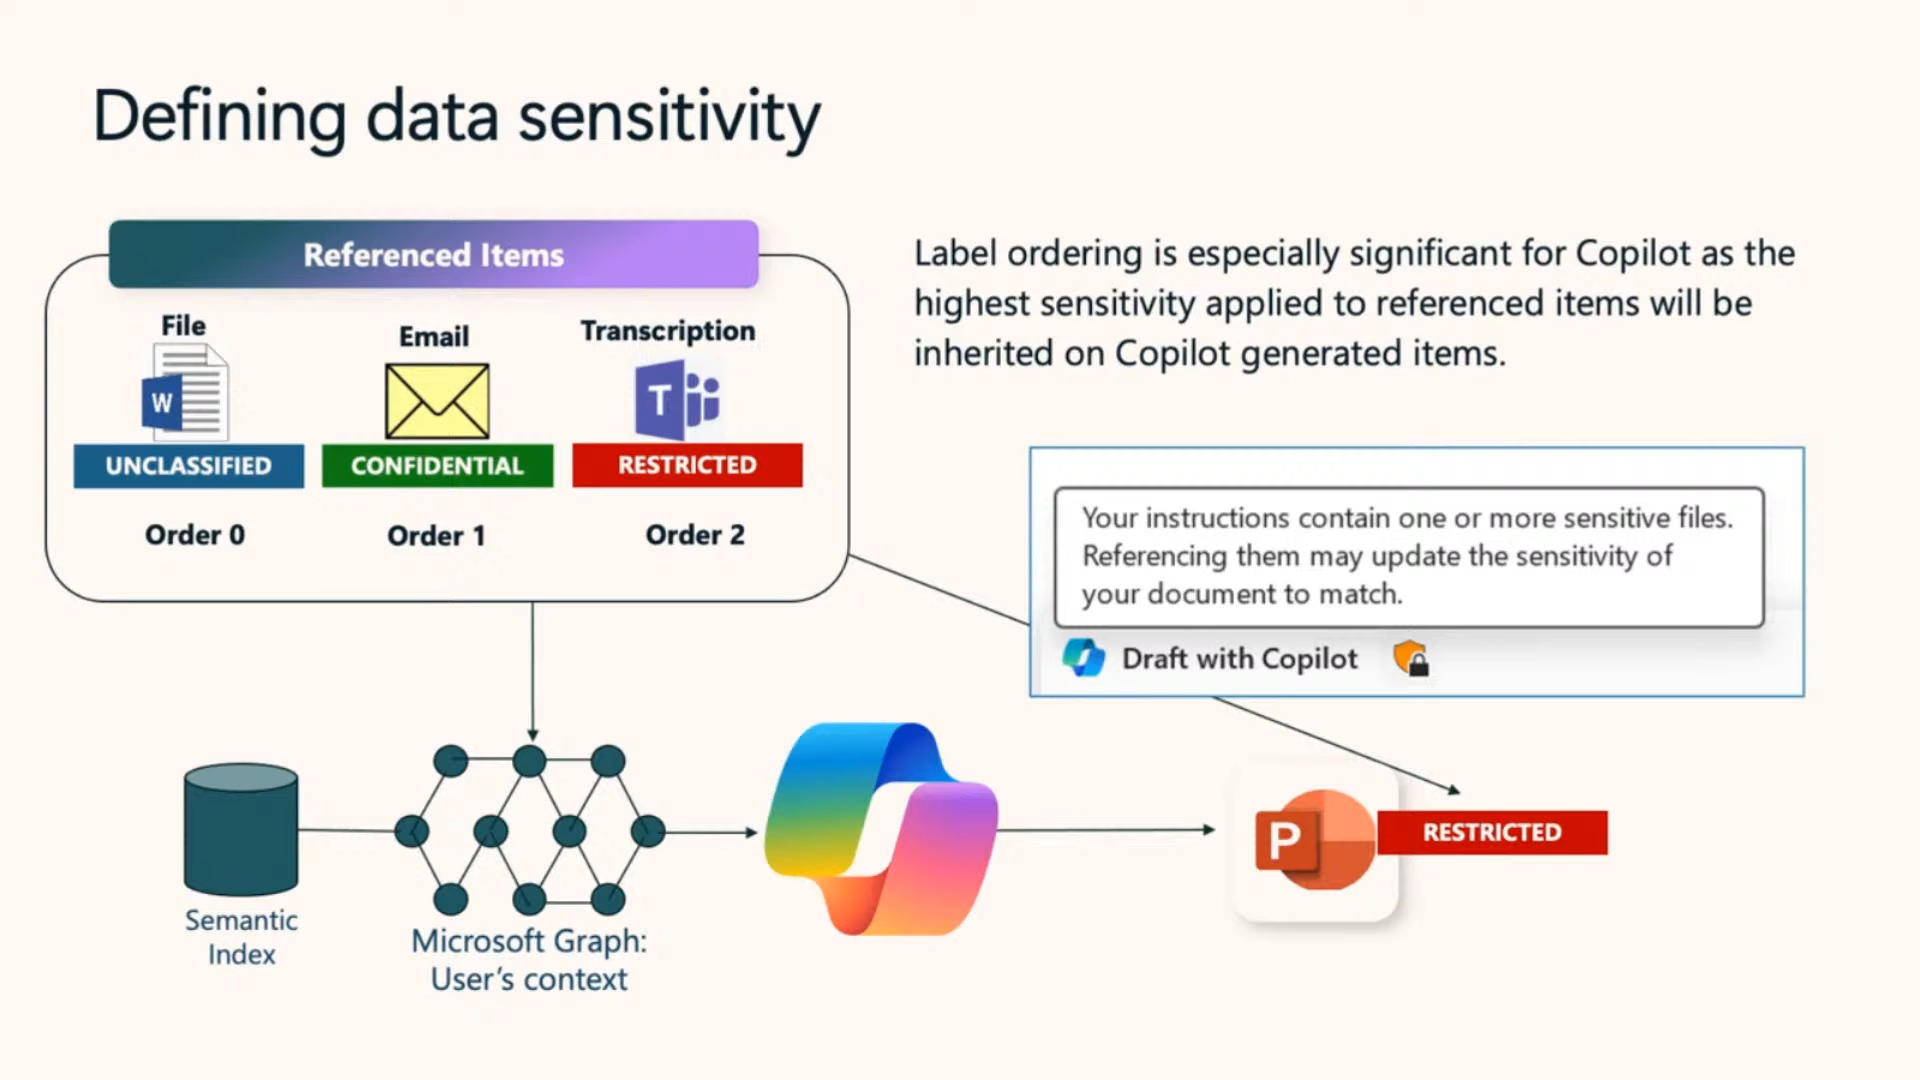 Defining data sensitivity
Referenced Items
File
Email
Transcription
W
T
UNCLASSIFIED
CONFIDENTIAL
RESTRICTED
Order 0
Order 1
Order 2
Label ordering is especially significant for Copilot as the
highest sensitivity applied to referenced items will be
inherited on Copilot generated items.
Your instructions contain one or more sensitive files.
Referencing them may update the sensitivity of
your document to match.
Draft with Copilot
Semantic
Index
Microsoft Graph:
User's context
P
RESTRICTED